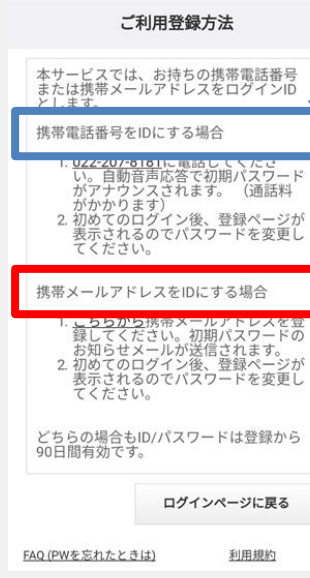 ご利用登録方法
本サービスでは、お持ちの携帯電話番号
または携帯メールアドレスをログインID
とします。
携帯電話番号をIDにする場合
1. 022-207-8181に電話してくださ
い。自動音声応答で初期パスワード
がアナウンスされます。（通話料
がかかります）
2. 初めてのログイン後、登録ページが
表示されるのでパスワードを変更し
てください。
携帯メールアドレスをIDにする場合
1. こちらから携帯メールアドレスを登
録してください。初期パスワードの
お知らせメールが送信されます。
2. 初めてのログイン後、登録ページが
表示されるのでパスワードを変更し
てください。
どちらの場合もID/パスワードは登録から
90日間有効です。
ログインページに戻る
FAQ (PWを忘れたときは)
利用規約